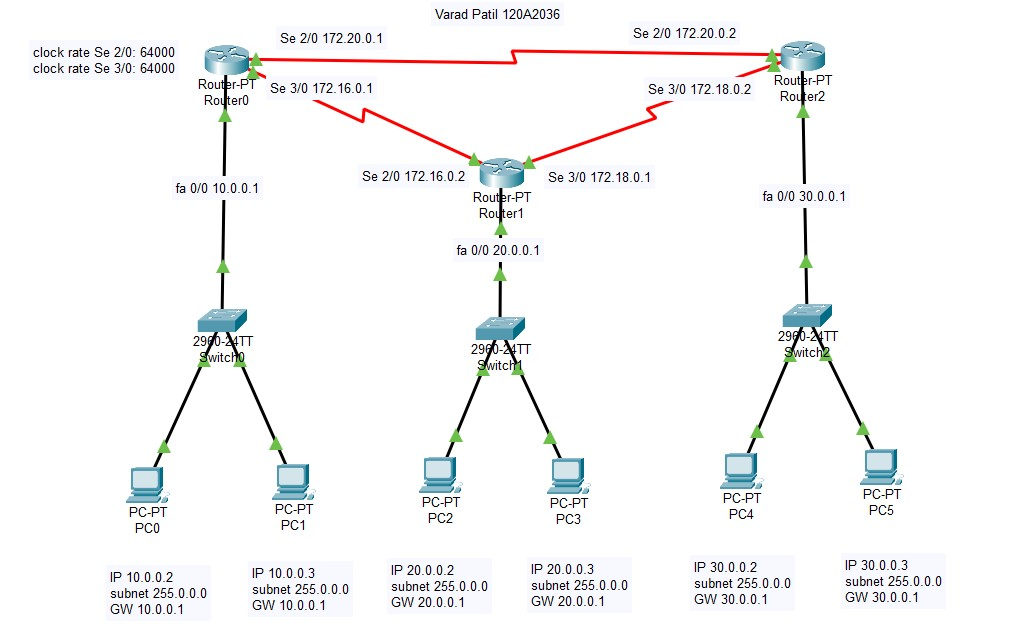 Varad Patil 120A2036
clock rate Se 2/0: 64000
clock rate Se 3/0: 64000
Se 2/0 172.20.0.1
Se 2/0 172.20.0.2
Router-PT
Router0
Se 3/0 172.16.0.1
Se 3/0 172.18.0.2
Router-PT
Router2
Se 2/0 172.16.0.2
Se 3/0 172.18.0.1
Router-PT
Router1
fa 0/0 10.0.0.1
fa 0/0 20.0.0.1
fa 0/0 30.0.0.1
2960-24TT
Switch0
2960-24TT
Switch1
2960-24TT
Switch2
PC-PT
PC0
PC-PT
PC1
PC-PT
PC2
PC-PT
PC3
PC-PT
PC4
PC-PT
PC5
IP 10.0.0.2
subnet 255.0.0.0
GW 10.0.0.1
IP 10.0.0.3
subnet 255.0.0.0
GW 10.0.0.1
IP 20.0.0.2
subnet 255.0.0.0
GW 20.0.0.1
IP 20.0.0.3
subnet 255.0.0.0
GW 20.0.0.1
IP 30.0.0.2
subnet 255.0.0.0
GW 30.0.0.1
IP 30.0.0.3
subnet 255.0.0.0
GW 30.0.0.1